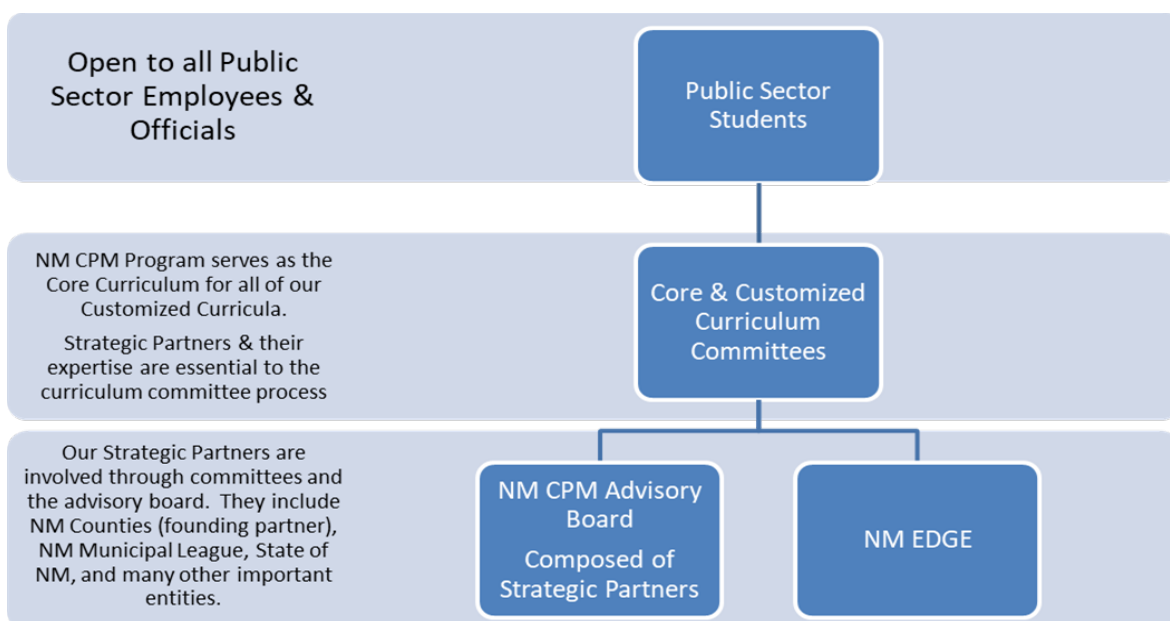 Open to all Public
Sector Employees &
Officials
Public Sector
Students
NM CPM Program serves as the
Core Curriculum for all of our
Customized Curricula.
Strategic Partners & their
expertise are essential to the
curriculum committee process
Core & Customized
Curriculum
Committees
Our Strategic Partners are
involved through committees and
the advisory board.  They include
NM Counties (founding partner),
NM Municipal League, State of
NM, and many other important
entities.
NM CPM Advisory
Board
Composed of
Strategic Partners
NM EDGE